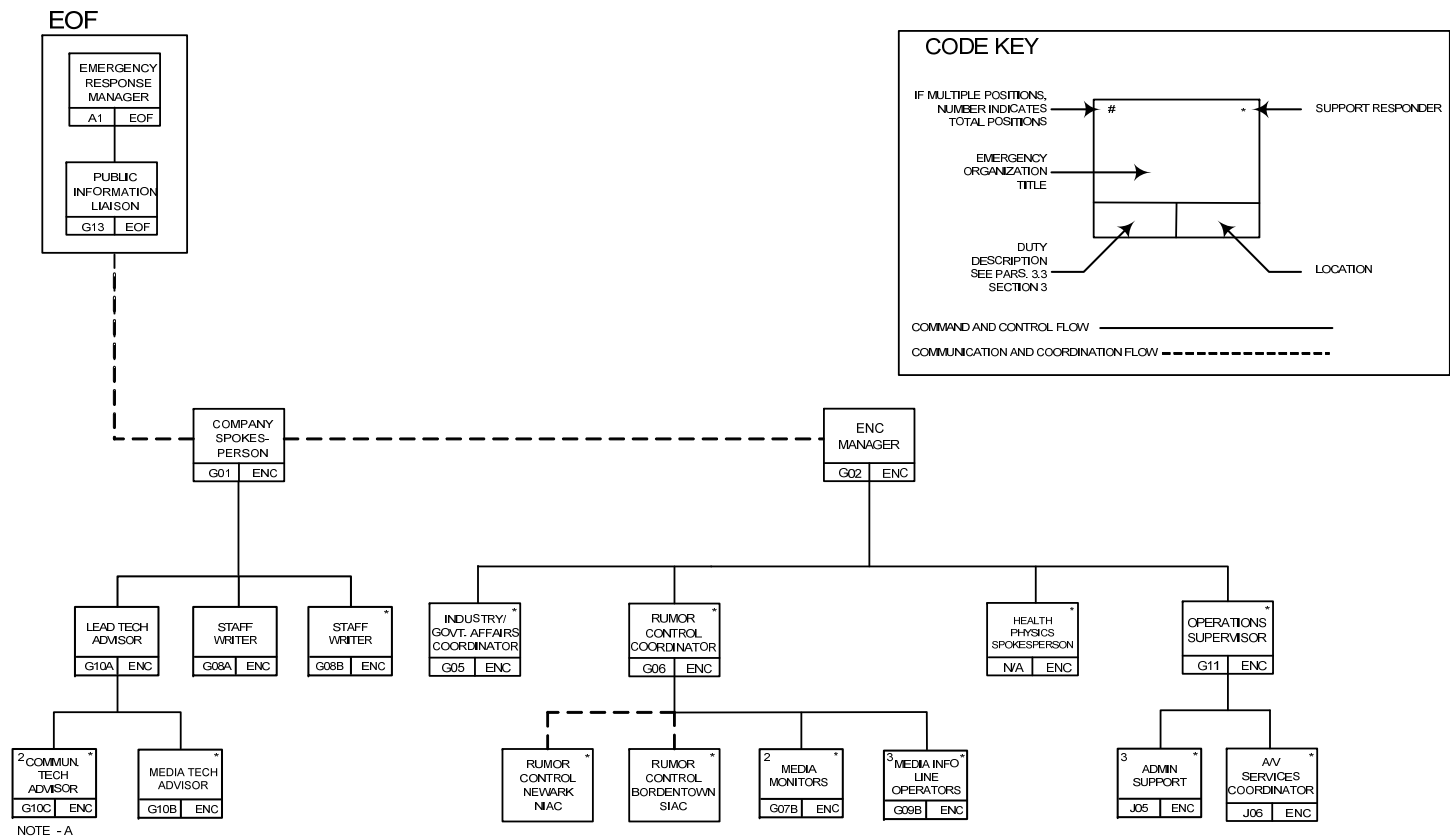 EOF
EMERGENCY
RESPONSE
MANAGER
A1 EOF
PUBLIC
INFORMATION
LIAISON
G13 EOF
CODE KEY
IF MULTIPLE POSITIONS,
NUMBER INDICATES
TOTAL POSITIONS
# *
SUPPORT RESPONDER
EMERGENCY
ORGANIZATION
TITLE
DUTY
DESCRIPTION
SEE PARS. 3.3
SECTION 3
LOCATION
COMMAND AND CONTROL FLOW
COMMUNICATION AND COORDINATION FLOW
COMPANY
SPOKES-
PERSON
G01 ENC
ENC
MANAGER
G02 ENC
LEAD TECH
ADVISOR
G10A ENC
STAFF
WRITER
G08A ENC
*
STAFF
WRITER
G08B ENC
*
INDUSTRY/
GOVT. AFFAIRS
COORDINATOR
G05 ENC
*
RUMOR
CONTROL
COORDINATOR
G06 ENC
*
HEALTH
PHYSICS
SPOKESPERSON
N/A ENC
*
OPERATIONS
SUPERVISOR
G11 ENC
2 *
COMMUN.
TECH
ADVISOR
G10C ENC
NOTE - A
*
MEDIA TECH
ADVISOR
G10B ENC
*
RUMOR
CONTROL
NEWARK
NIAC
*
RUMOR
CONTROL
BORDENTOWN
SIAC
2 *
MEDIA
MONITORS
G07B ENC
3 *
MEDIA INFO
LINE
OPERATORS
G09B ENC
3 *
ADMIN
SUPPORT
J05 ENC
*
A/V
SERVICES
COORDINATOR
J06 ENC